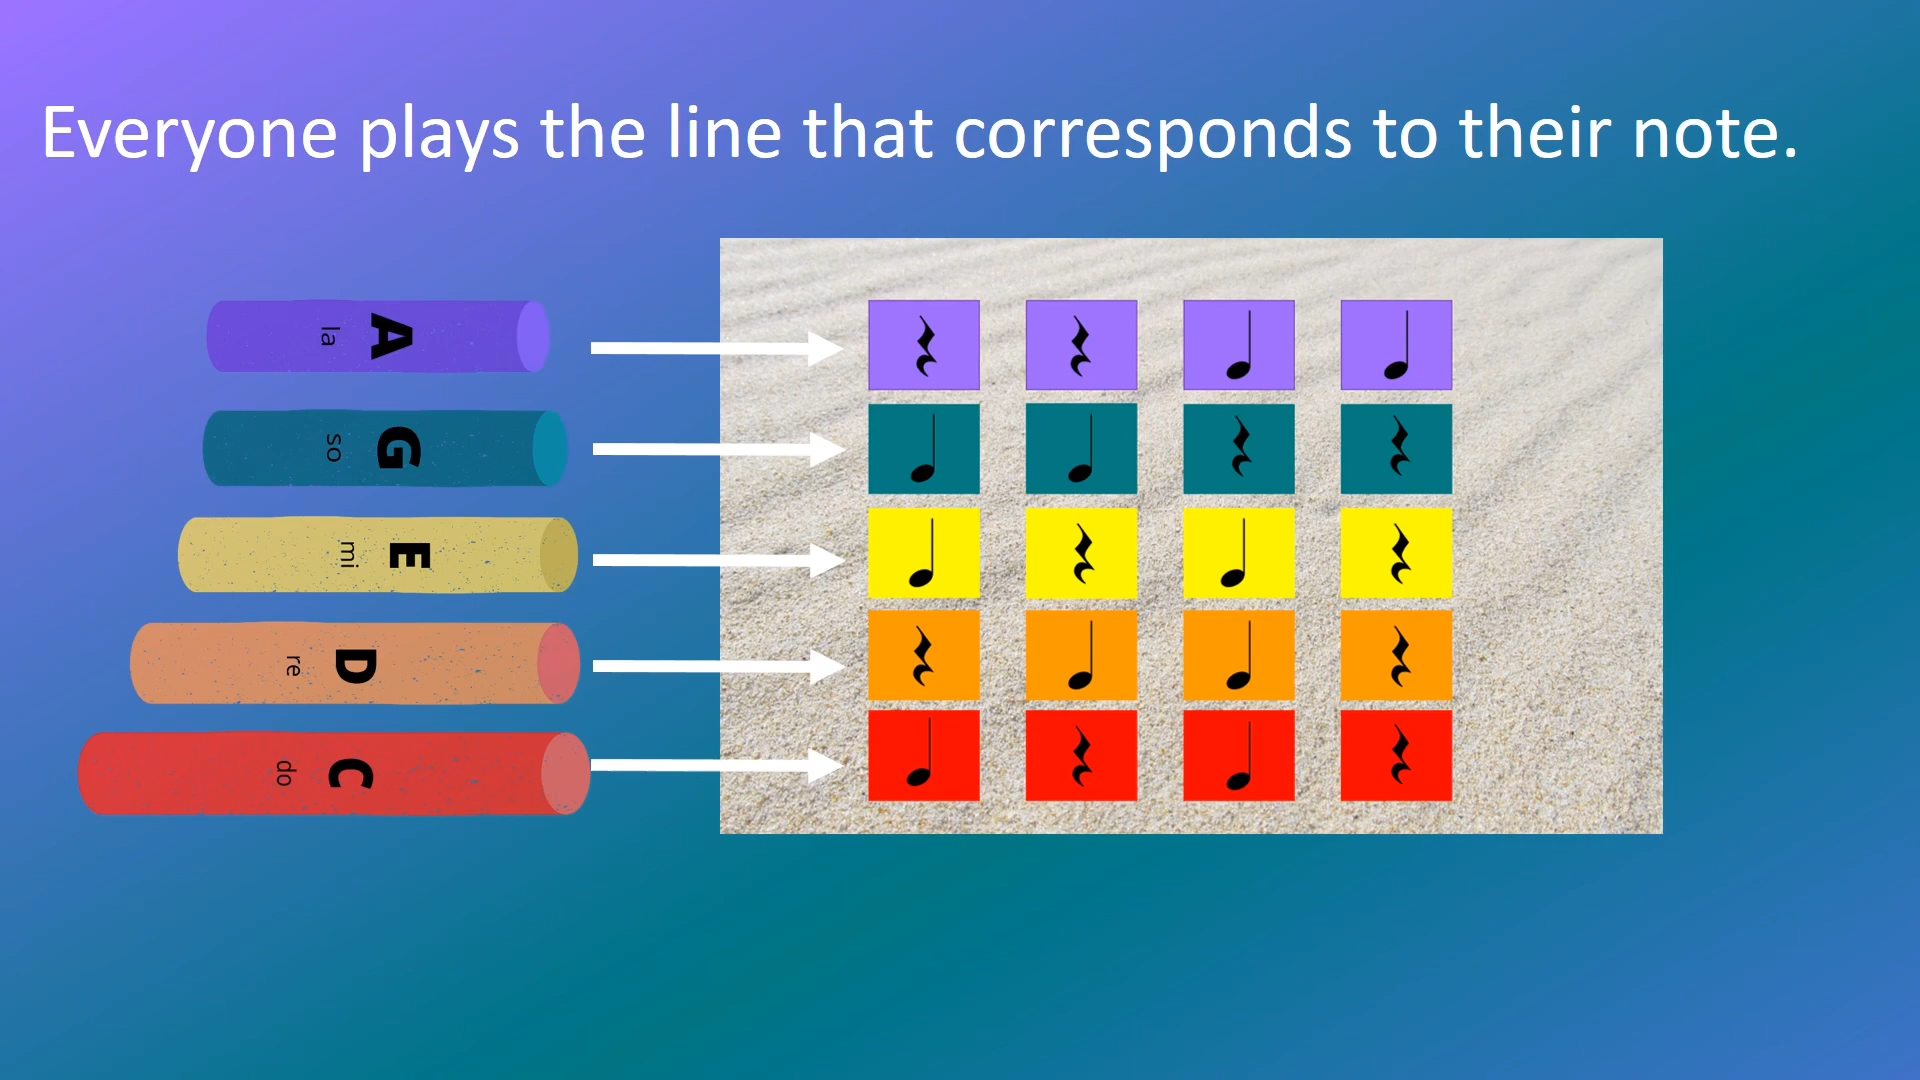 Everyone plays the line that corresponds to their note.
A
la
G
so
E
mi
D
re
C
do